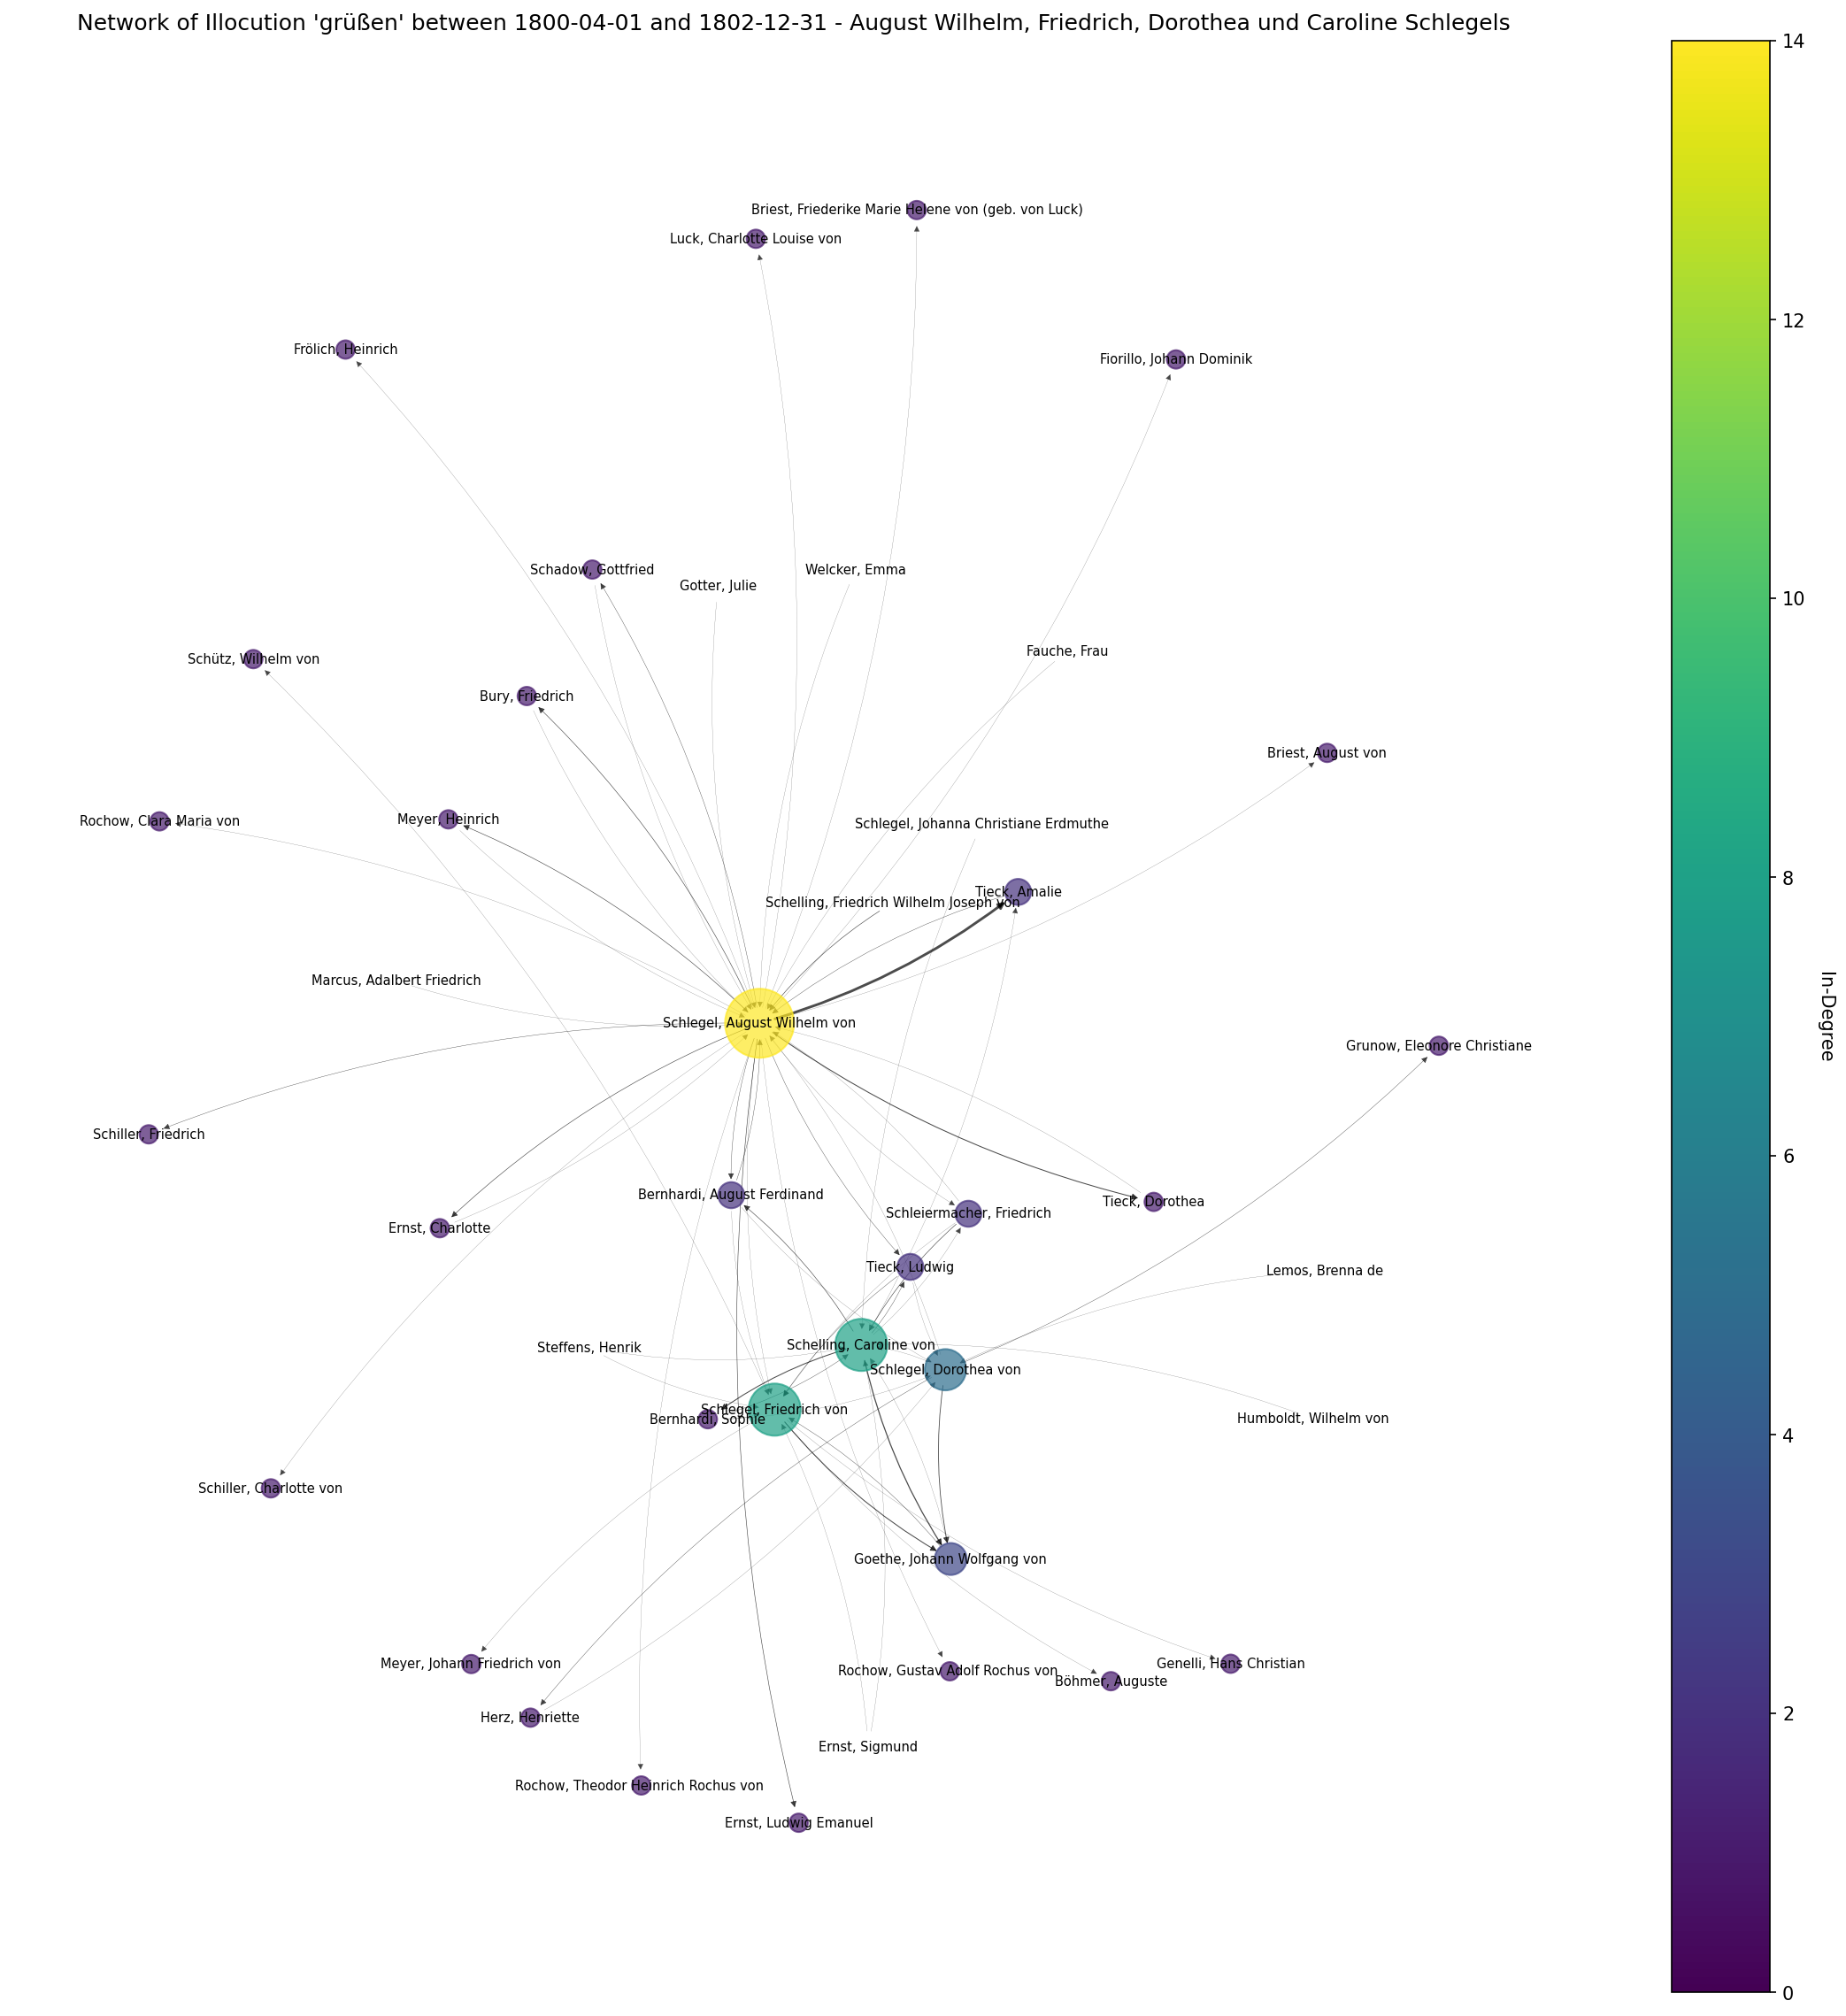 Network of Illocution 'grüßen' between 1800-04-01 and 1802-12-31 - August Wilhelm, Friedrich, Dorothea und Caroline Schlegels
14
Briest, Friederike Marie Helene von (geb. von Luck)
Luck, Charlotte Louise von
12
Frölich, Heinrich
Fiorillo, Johann Dominik
Schadow, Gottfried
Welcker, Emma
Gotter, Julie
10
Fauche, Frau
Schütz, Wilhelm von
Bury, Friedrich
Briest, August von
Rochow, Clara Maria von
Meyer, Heinrich
Schlegel, Johanna Christiane Erdmuthe
8
Tieck, Amalie
Schelling, Friedrich Wilhelm Joseph von
Marcus, Adalbert Friedrich
In-Degree
Schlegel, August Wilhelm von
Grunow, Eleonore Christiane
Schiller, Friedrich
6
Bernhardi, August Ferdinand
Tieck, Dorothea
Schleiermacher, Friedrich
Ernst, Charlotte
Tieck, Ludwig
Lemos, Brenna de
Schelling, Caroline von
Steffens, Henrik
Schlegel, Dorothea von
Schlegel, Friedrich von
Bernhardi, Sophie
Humboldt, Wilhelm von
4
Schiller, Charlotte von
Goethe, Johann Wolfgang von
Meyer, Johann Friedrich von
Genelli, Hans Christian
Rochow, Gustav Adolf Rochus von
Böhmer, Auguste
2
Herz, Henriette
Ernst, Sigmund
Rochow, Theodor Heinrich Rochus von
Ernst, Ludwig Emanuel
0